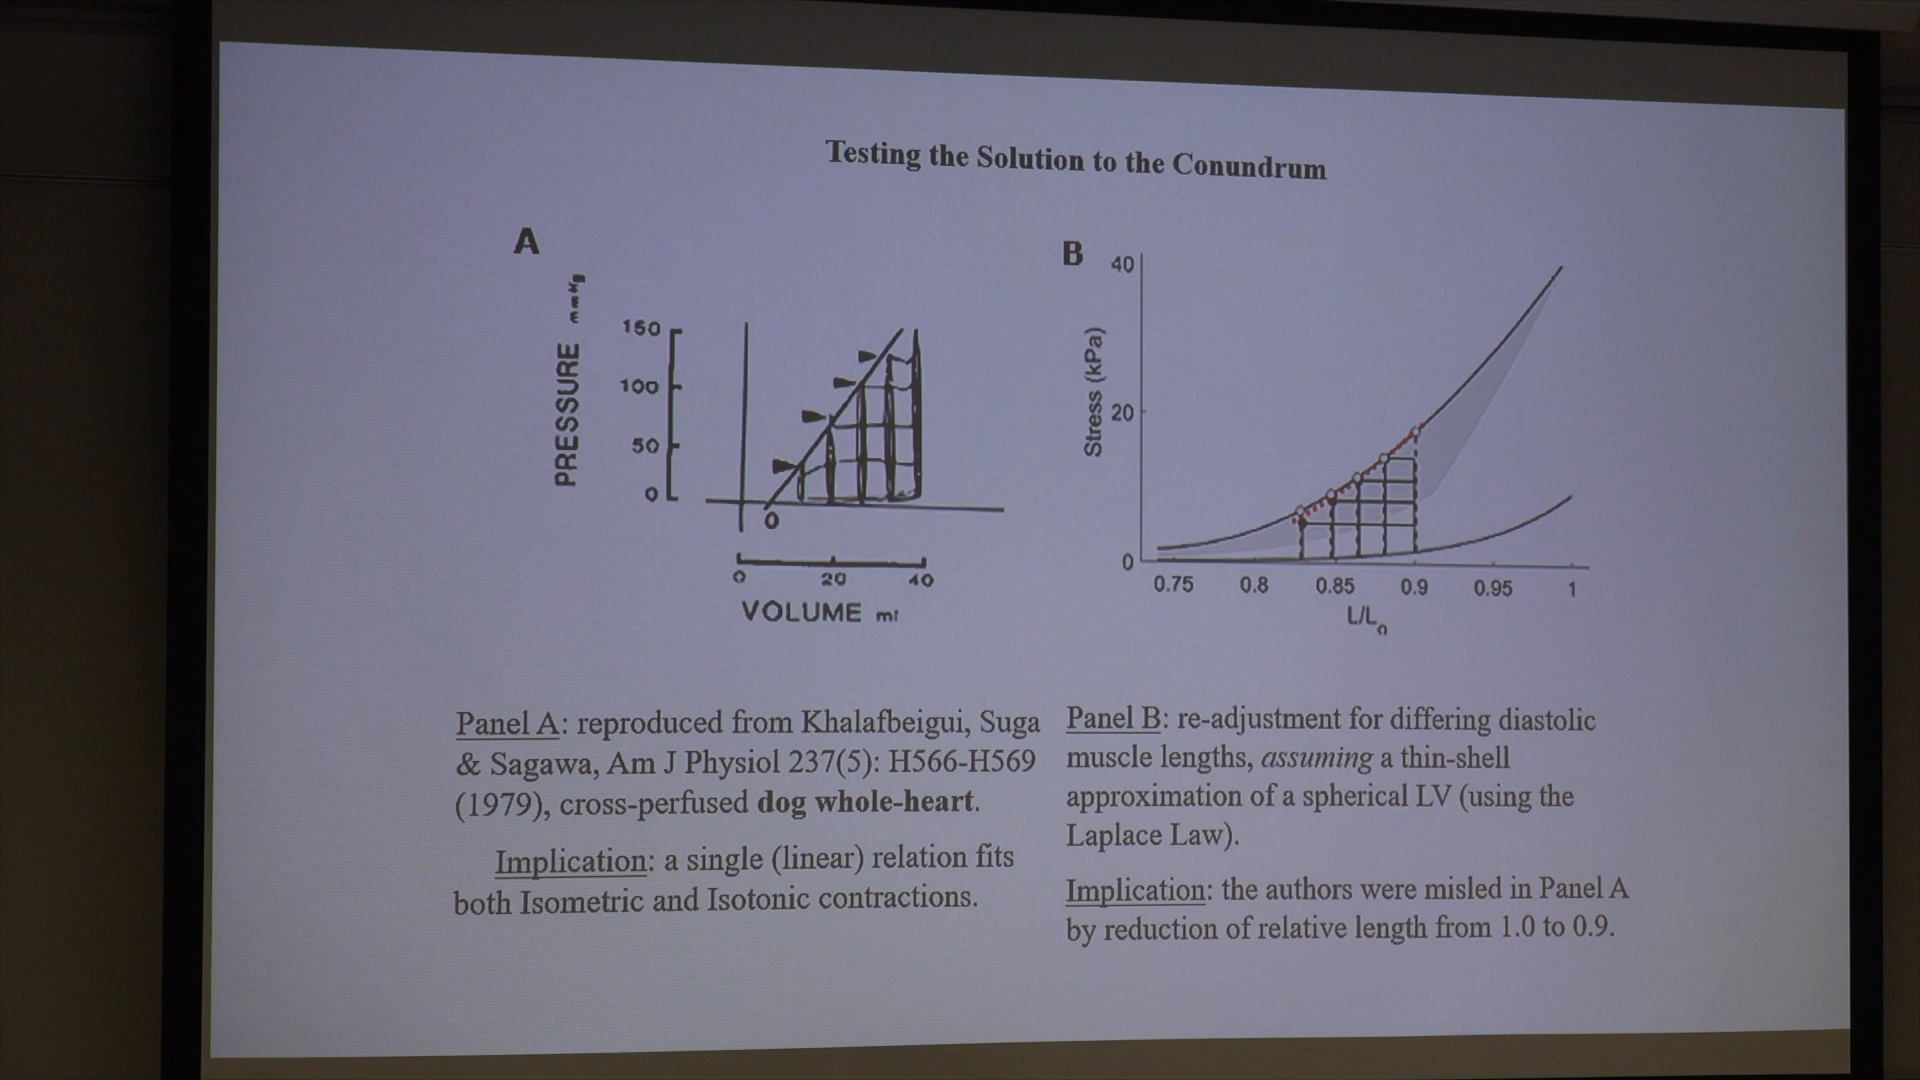 Testing the Solution to the Conundrum
A
PRESSURE mmHg
150
100
50
0
0
0 20 40
VOLUME ml
B
Stress (kPa)
40
20
0
0.75 0.8 0.85 0.9 0.95 1
L/Lo
Panel A: reproduced from Khalafbeigui, Suga
& Sagawa, Am J Physiol 237(5): H566-H569
(1979), cross-perfused dog whole-heart.
Implication: a single (linear) relation fits
both Isometric and Isotonic contractions.
Panel B: re-adjustment for differing diastolic
muscle lengths, assuming a thin-shell
approximation of a spherical LV (using the
Laplace Law).
Implication: the authors were misled in Panel A
by reduction of relative length from 1.0 to 0.9.